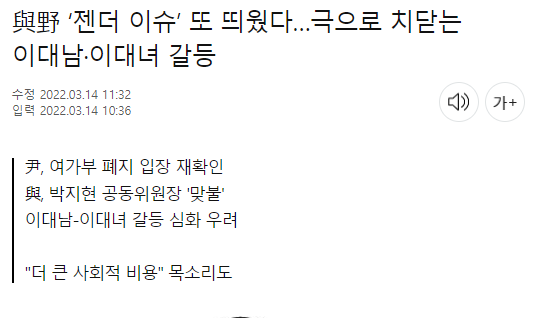 與野 '젠더 이슈' 또 띄웠다…극으로 치닫는
이대남·이대녀 갈등
수정 2022.03.14 11:32
입력 2022.03.14 10:36
가+
尹, 여가부 폐지 입장 재확인
與, 박지현 공동위원장 '맞불'
이대남-이대녀 갈등 심화 우려
"더 큰 사회적 비용" 목소리도